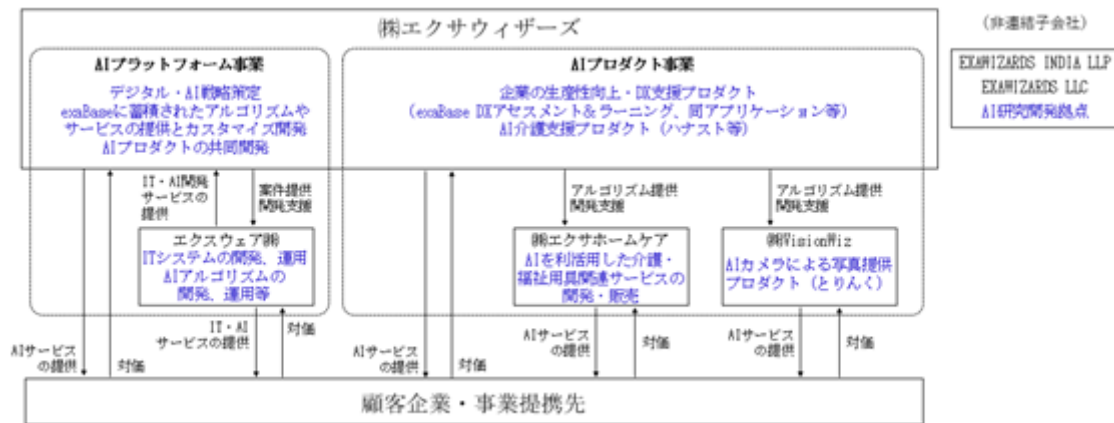 ㈱エクサウィザーズ
(非連結子会社)
EXAWIZARDS INDIA LLP
EXAWIZARDS LLC
AI研究開発拠点
AIプラットフォーム事業
デジタル・AI戦略策定
exaBaseに蓄積されたアルゴリズムや
サービスの提供とカスタマイズ開発
AIプロダクトの共同開発
AIプロダクト事業
企業の生産性向上・DX支援プロダクト
(exaBase DXアセスメント&ラーニング、同アプリケーション等)
AI介護支援プロダクト(ハナスト等)
IT・AI開発
サービスの
提供
案件提供
開発支援
アルゴリズム提供
開発支援
アルゴリズム提供
開発支援
エクスウェア㈱
ITシステムの開発、運用
AIアルゴリズムの
開発、運用等
㈱エクサホームケア
AIを利活用した介護・
福祉用具関連サービスの
開発・販売
㈱VisionWiz
AIカメラによる写真提供
プロダクト(とりんく)
AIサービス
の提供
対価
IT・AI
サービスの提供
対価
AIサービス
の提供
対価
AIサービス
の提供
対価
AIサービス
の提供
対価
顧客企業・事業提携先